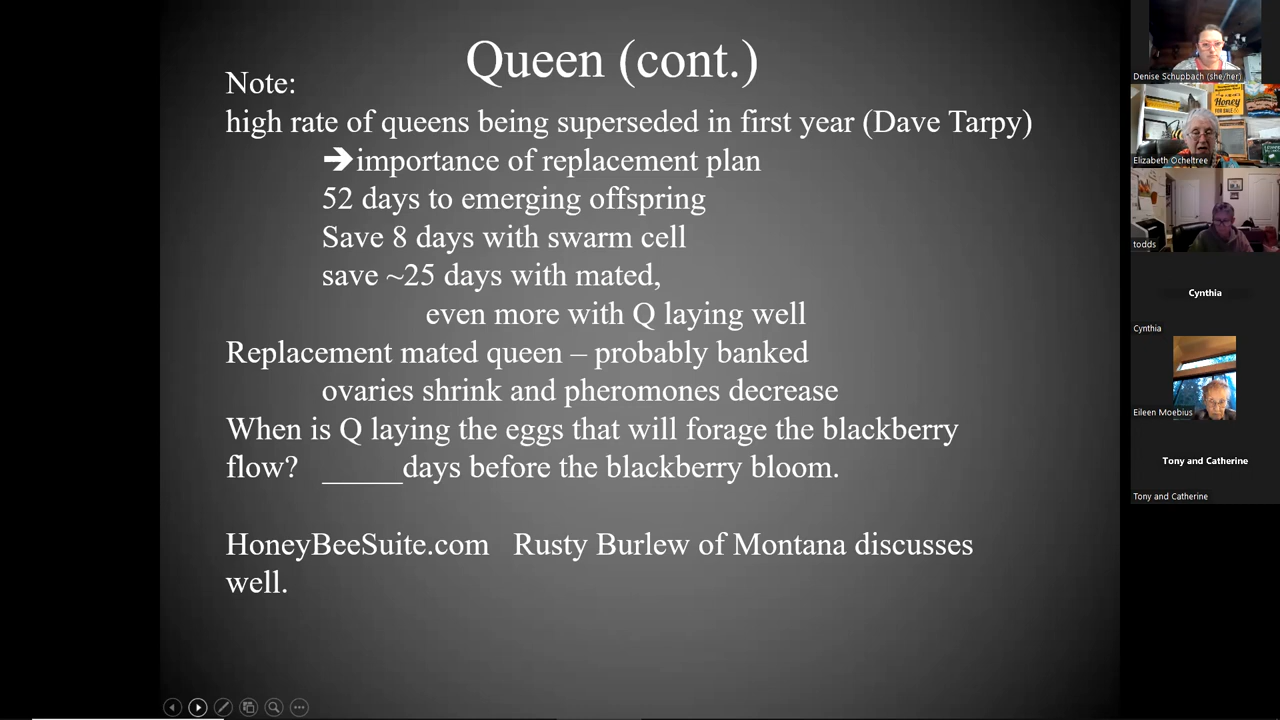 Queen (cont.)
Note:
high rate of queens being superseded in first year (Dave Tarpy)
➔importance of replacement plan
52 days to emerging offspring
Save 8 days with swarm cell
save ~25 days with mated,
even more with Q laying well
Replacement mated queen – probably banked
ovaries shrink and pheromones decrease
When is Q laying the eggs that will forage the blackberry
flow? _____days before the blackberry bloom.
HoneyBeeSuite.com Rusty Burlew of Montana discusses
well.
Denise Schupbach (she/her)
Honey
FOR SALE
Elizabeth Ocheltree
todds
Cynthia
Cynthia
Eileen Moebius
Tony and Catherine
Tony and Catherine